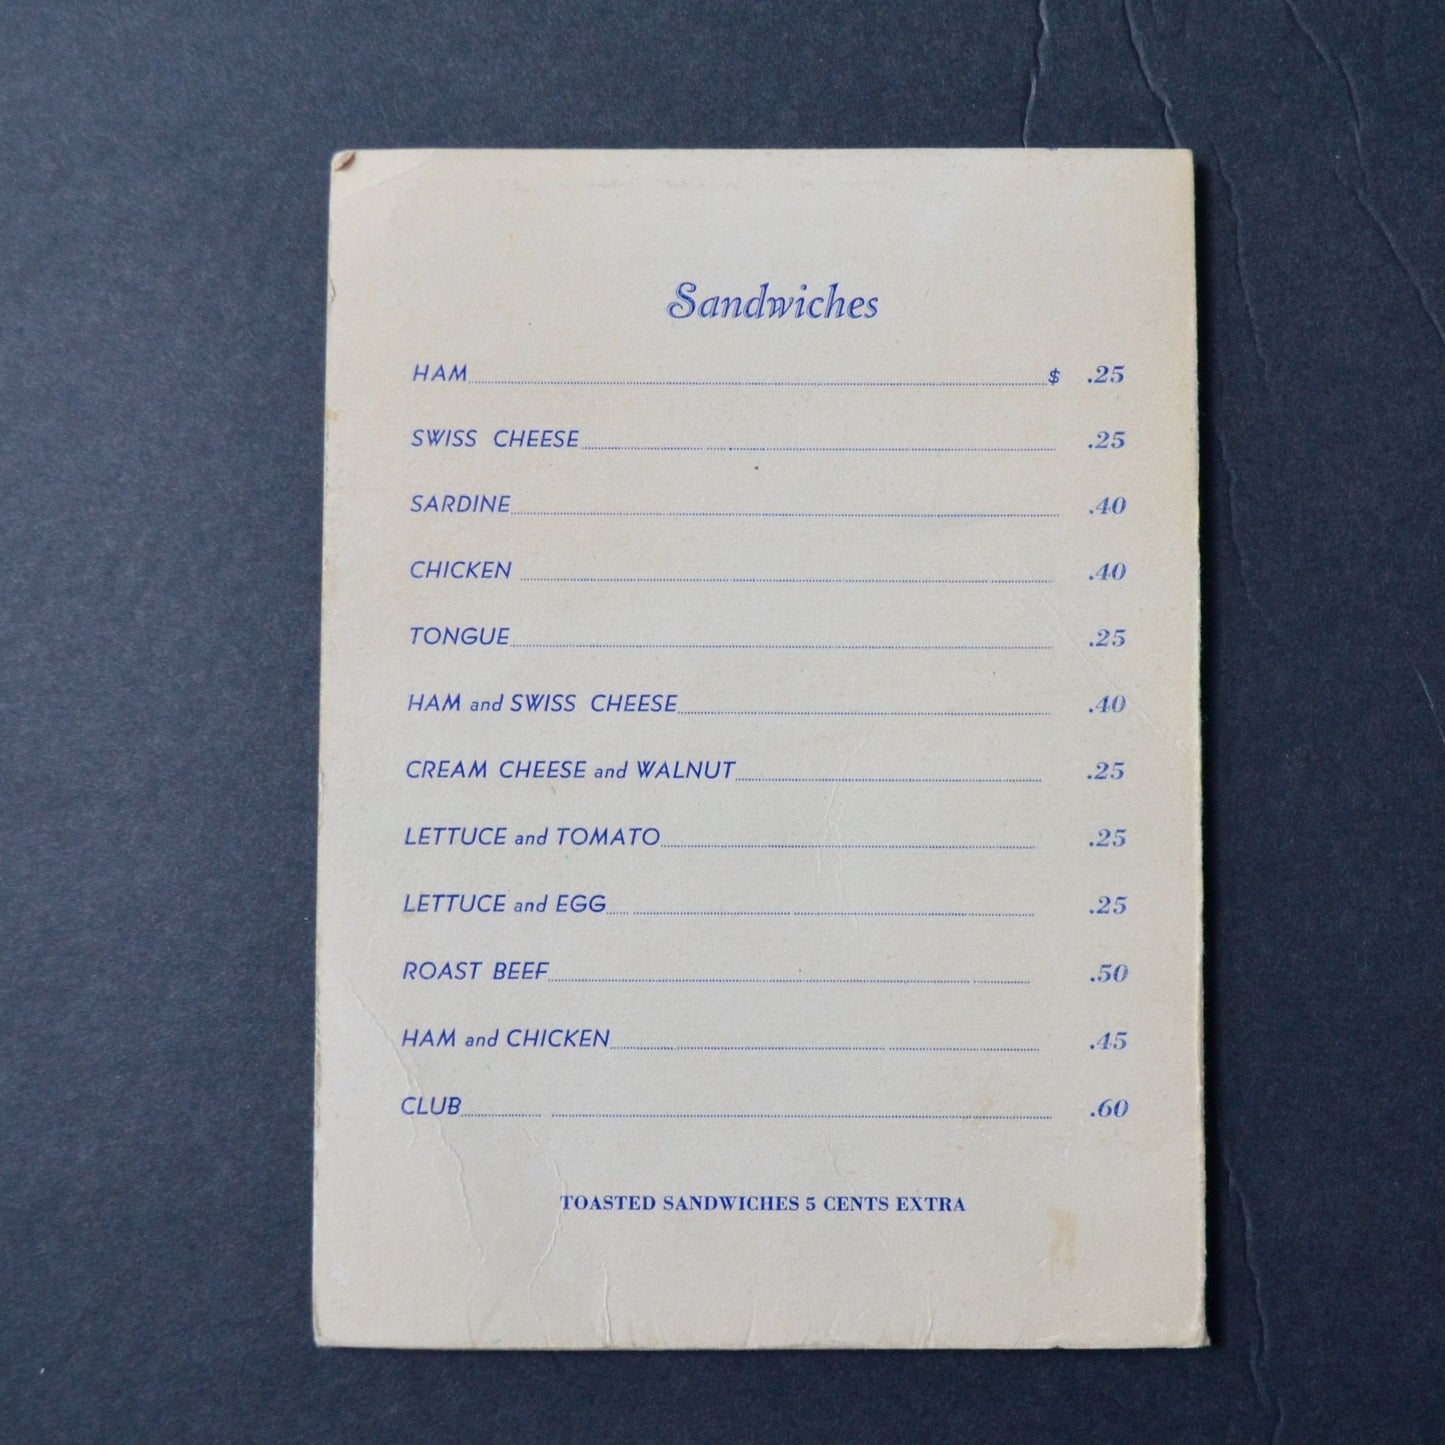 Sandwiches
HAM $ .25
SWISS CHEESE .25
SARDINE .40
CHICKEN .40
TONGUE .25
HAM and SWISS CHEESE .40
CREAM CHEESE and WALNUT .25
LETTUCE and TOMATO .25
LETTUCE and EGG .25
ROAST BEEF .50
HAM and CHICKEN .45
CLUB .60
TOASTED SANDWICHES 5 CENTS EXTRA